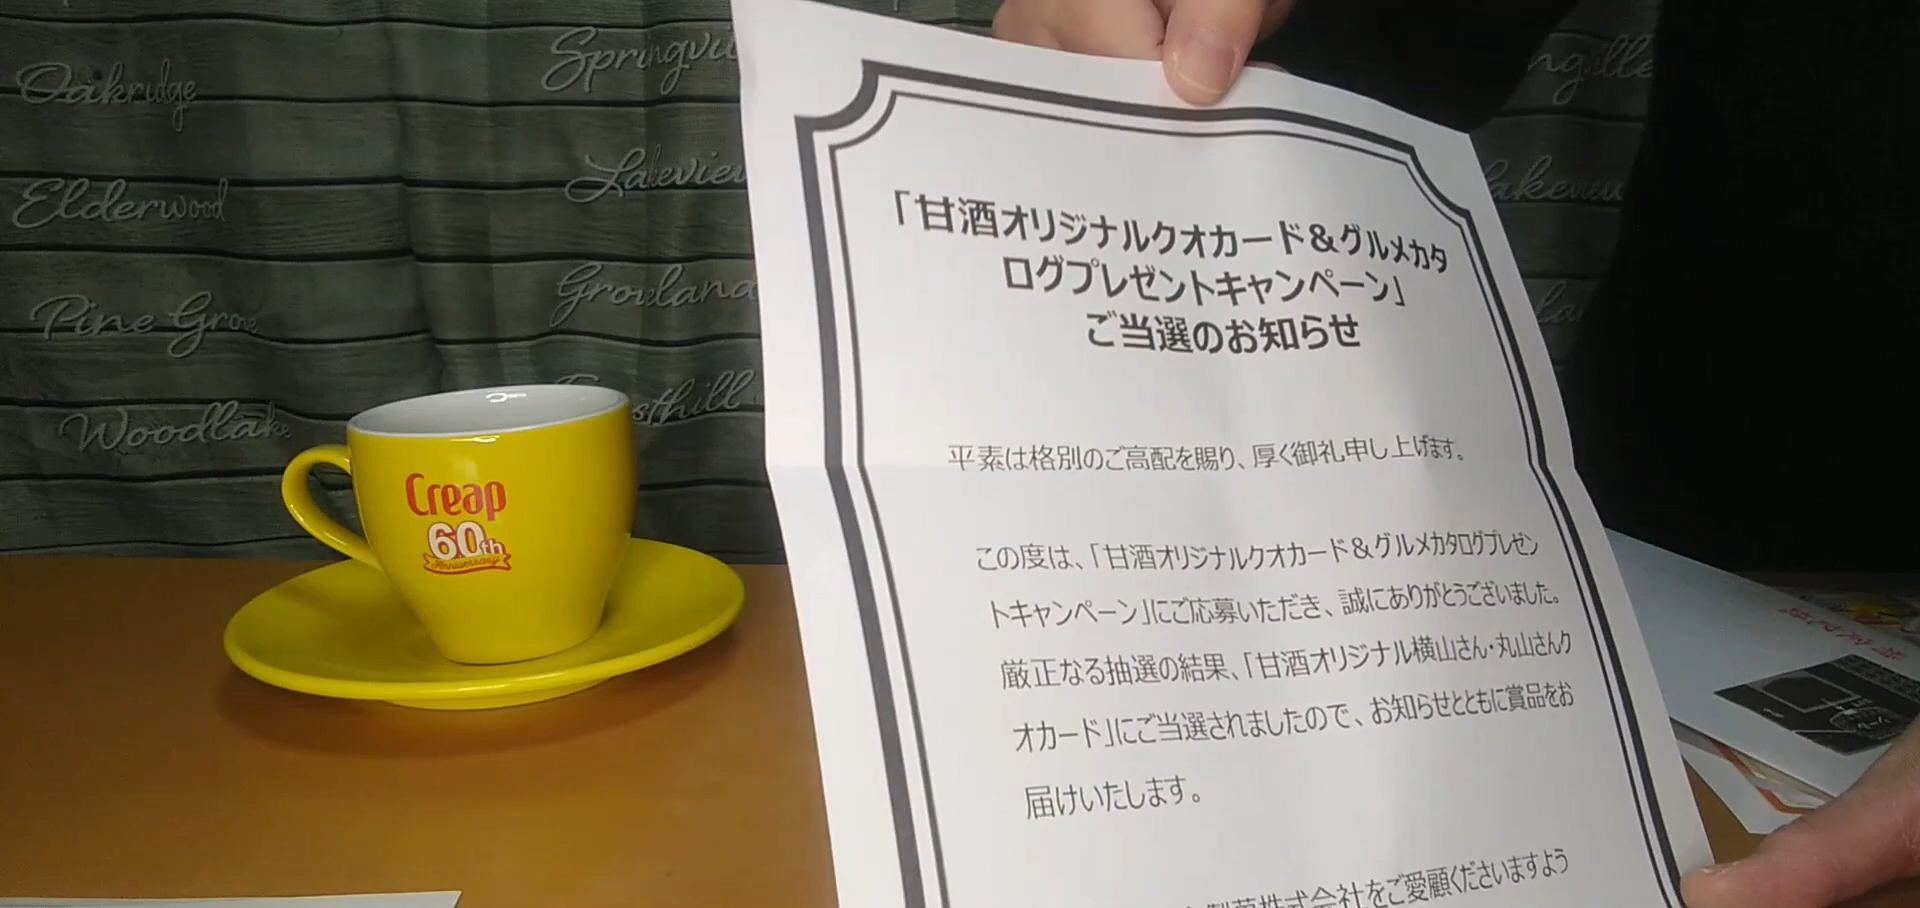 Oakridge
Elderwood
Pine Grove
Woodlake
Lakeview
Groveland
Creap
60th
Anniversary
「甘酒オリジナルクオカード＆グルメカタ
ログプレゼントキャンペーン」
ご当選のお知らせ
平素は格別のご高配を賜り、厚く御礼申し上げます。
この度は、「甘酒オリジナルクオカード＆グルメカタログプレゼン
トキャンペーン」にご応募いただき、誠にありがとうございました。
厳正なる抽選の結果、「甘酒オリジナル横山さん・丸山さんク
オカード」にご当選されましたので、お知らせとともに賞品をお
届けいたします。
製菓株式会社をご愛顧くださいますよう